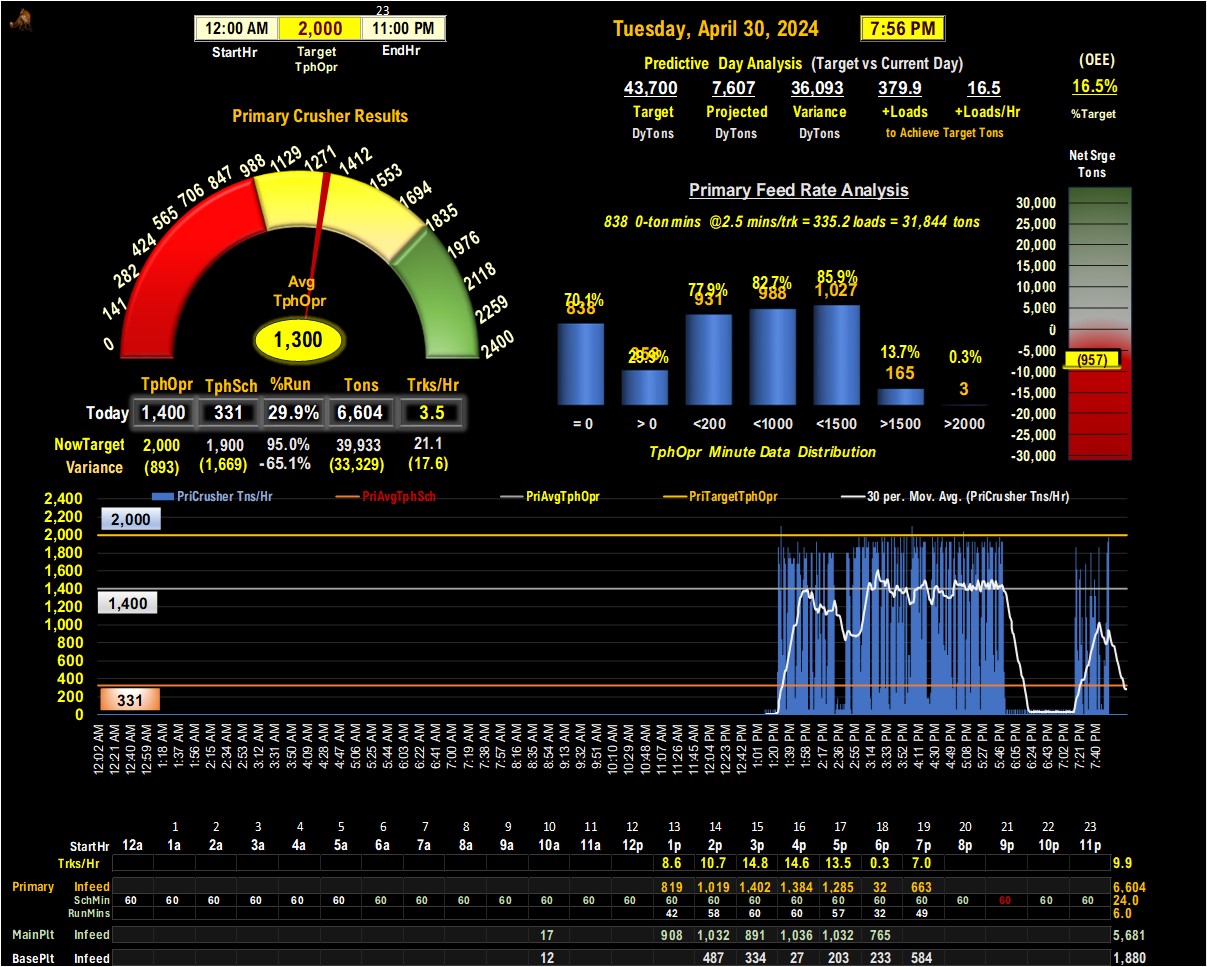 23
12:00 AM 2,000 11:00 PM
StartHr Target EndHr
TphOpr
Tuesday, April 30, 2024 7:56 PM
Predictive Day Analysis (Target vs Current Day)
43,700 7,607 36,093 379.9 16.5
Target Projected Variance +Loads +Loads/Hr
DyTons DyTons DyTons to Achieve Target Tons
(OEE)
16.5%
%Target
Net Srge
Tons
Primary Crusher Results
0 141 282 424 565 706 847 988 1129 1271 1412 1553 1694 1835 1976 2118 2259 2400
Avg
TphOpr
1,300
Primary Feed Rate Analysis
838 0-ton mins @2.5 mins/trk = 335.2 loads = 31,844 tons
70.1% 77.9% 82.7% 85.9% 13.7% 0.3%
838 931 988 1,027 165 3
29.9%
= 0 > 0 <200 <1000 <1500 >1500 >2000
TphOpr Minute Data Distribution
30,000
25,000
20,000
15,000
10,000
5,000
0
-5,000
(957)
-10,000
-15,000
-20,000
-25,000
-30,000
TphOpr TphSch %Run Tons Trks/Hr
Today 1,400 331 29.9% 6,604 3.5
NowTarget 2,000 1,900 95.0% 39,933 21.1
Variance (893) (1,669) -65.1% (33,329) (17.6)
PriCrusher Tns/Hr PriAvgTphSch PriAvgTphOpr PriTargetTphOpr 30 per. Mov. Avg. (PriCrusher Tns/Hr)
2,400
2,200
2,000
1,800
1,600
1,400
1,200
1,000
800
600
400
200
0
2,000
1,400
331
12:02 AM 12:21 AM 12:40 AM 12:59 AM 1:18 AM 1:37 AM 1:56 AM 2:15 AM 2:34 AM 2:53 AM 3:12 AM 3:31 AM 3:50 AM 4:09 AM 4:28 AM 4:47 AM 5:06 AM 5:25 AM 5:44 AM 6:03 AM 6:22 AM 6:41 AM 7:00 AM 7:19 AM 7:38 AM 7:57 AM 8:16 AM 8:35 AM 8:54 AM 9:13 AM 9:32 AM 9:51 AM 10:10 AM 10:29 AM 10:48 AM 11:07 AM 11:26 AM 11:45 AM 12:04 PM 12:23 PM 12:42 PM 1:01 PM 1:20 PM 1:39 PM 1:58 PM 2:17 PM 2:36 PM 2:55 PM 3:14 PM 3:33 PM 3:52 PM 4:11 PM 4:30 PM 4:49 PM 5:08 PM 5:27 PM 5:46 PM 6:05 PM 6:24 PM 6:43 PM 7:02 PM 7:21 PM 7:40 PM
1 2 3 4 5 6 7 8 9 10 11 12 13 14 15 16 17 18 19 20 21 22 23
StartHr 12a 1a 2a 3a 4a 5a 6a 7a 8a 9a 10a 11a 12p 1p 2p 3p 4p 5p 6p 7p 8p 9p 10p 11p
Trks/Hr 8.6 10.7 14.8 14.6 13.5 0.3 7.0 9.9
Primary Infeed 819 1,019 1,402 1,384 1,285 32 663 6,604
SchMin 60 60 60 60 60 60 60 60 60 60 60 60 60 60 60 60 60 60 60 60 60 60 60 60 24.0
RunMins 42 58 60 60 57 32 49 6.0
MainPlt Infeed 17 908 1,032 891 1,036 1,032 765 5,681
BasePlt Infeed 12 487 334 27 203 233 584 1,880